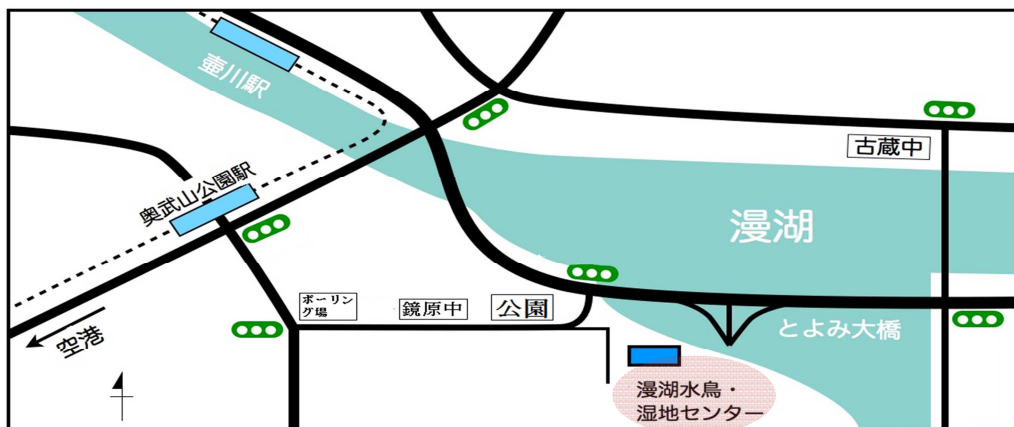 壷川駅
古蔵中
奥武山公園駅
漫湖
ボーリン
グ場
鏡原中
公園
とよみ大橋
空港
漫湖水鳥・
湿地センター